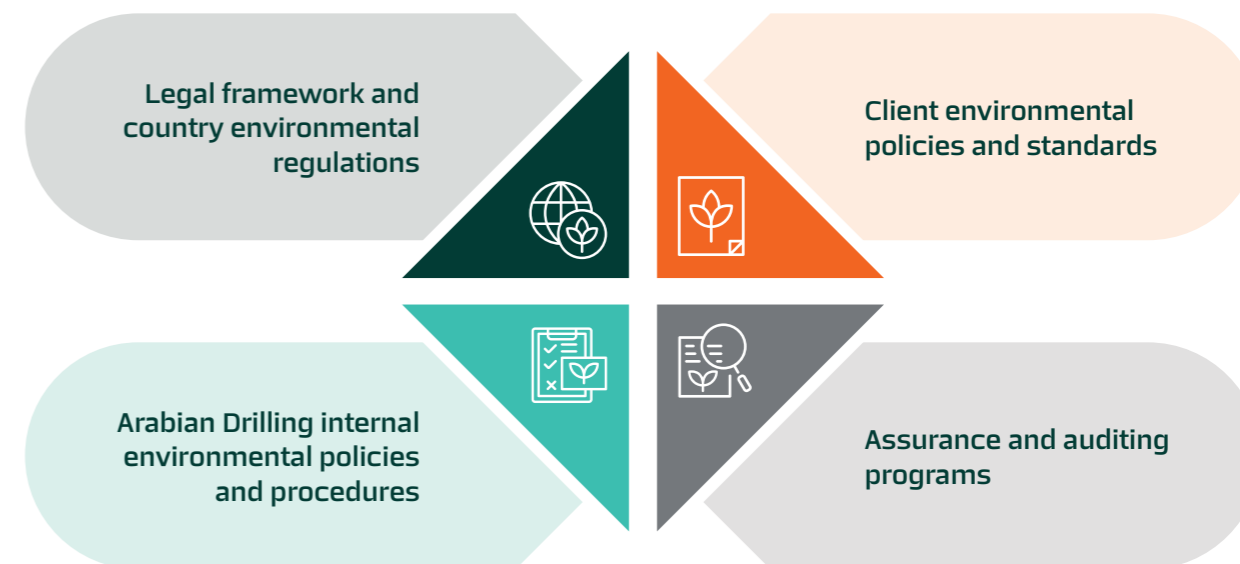 Legal framework and
country environmental
regulations
Client environmental
policies and standards
Arabian Drilling internal
environmental policies
and procedures
Assurance and auditing
programs